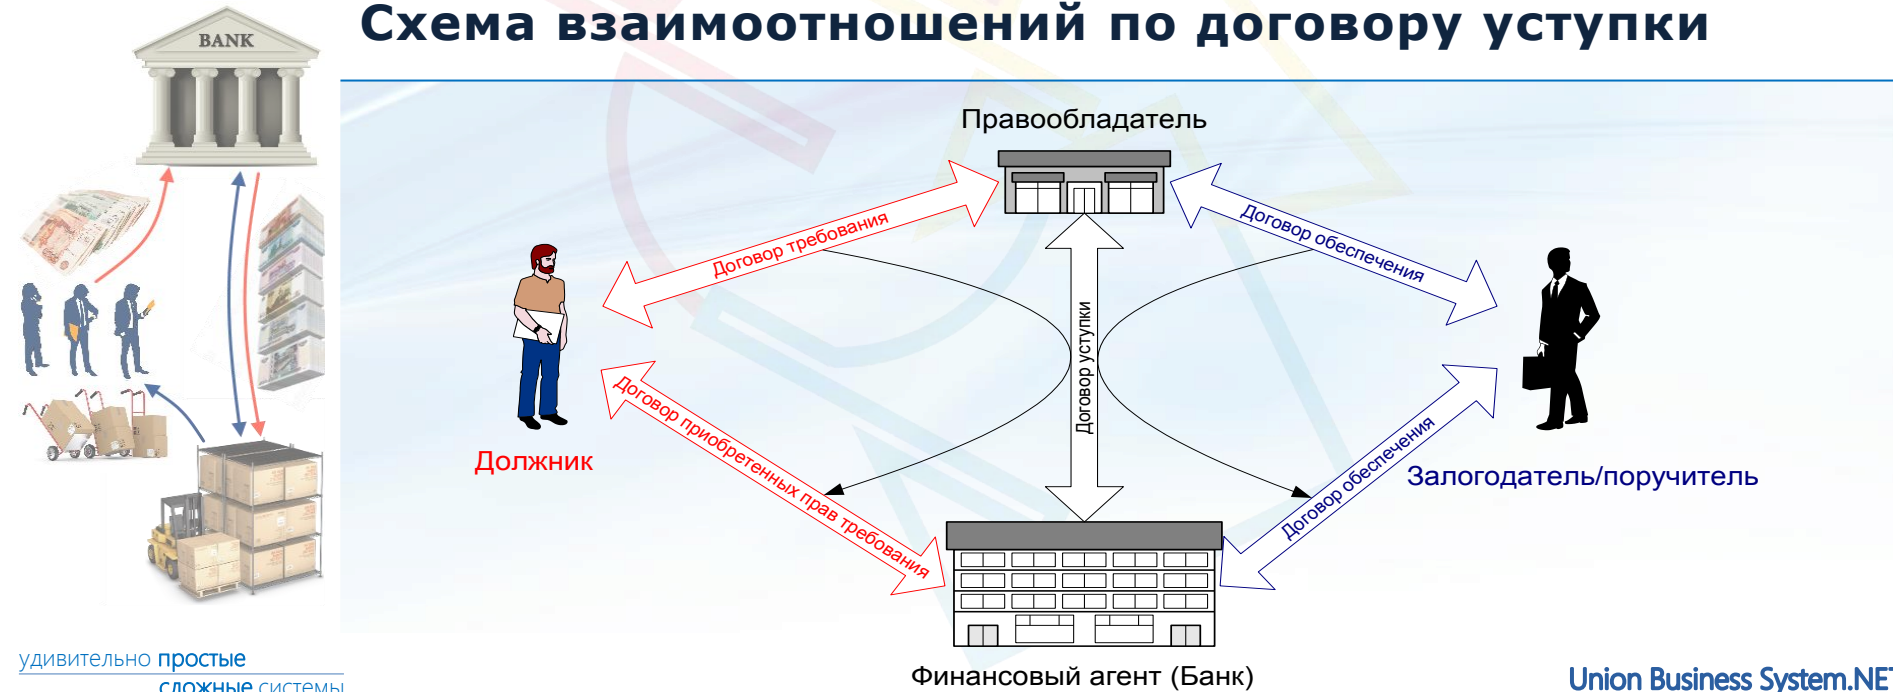 Схема взаимоотношений по договору уступки
BANK
Правообладатель
Договор требования
Договор обеспечения
Договор уступки
Должник
Залогодатель/поручитель
Договор приобретенных прав требования
Договор обеспечения
Финансовый агент (Банк)
удивительно простые
сложные системы
Union Business System.NET